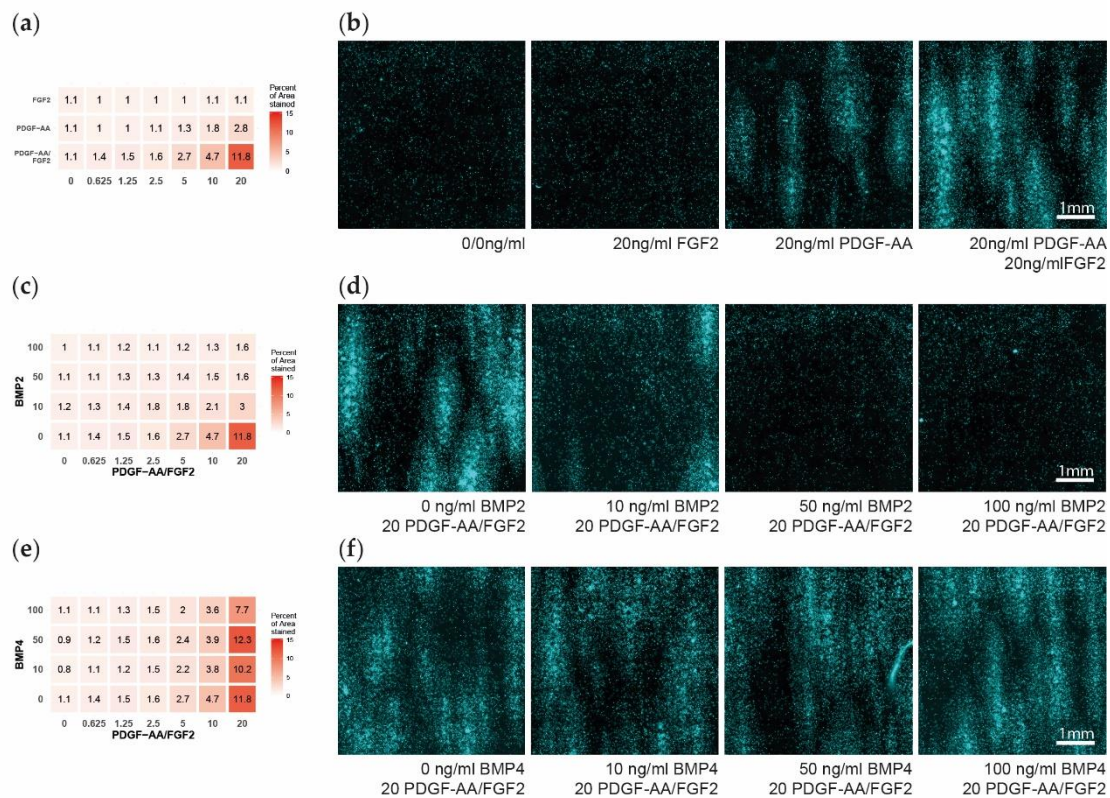 (a)
FGF2 1.1 1 1 1 1 1.1 1.1
PDGF−AA 1.1 1 1 1.1 1.3 1.8 2.8
PDGF−AA/
FGF2 1.1 1.4 1.5 1.6 2.7 4.7 11.8
0 0.625 1.25 2.5 5 10 20
Percent
of Area
stained
15
10
5
0
(b)
1mm
0/0ng/ml
20ng/ml FGF2
20ng/ml PDGF-AA
20ng/ml PDGF-AA
20ng/mlFGF2
(c)
BMP2
100 1 1.1 1.2 1.1 1.2 1.3 1.6
50 1.1 1.1 1.3 1.3 1.4 1.5 1.6
10 1.2 1.3 1.4 1.8 1.8 2.1 3
0 1.1 1.4 1.5 1.6 2.7 4.7 11.8
0 0.625 1.25 2.5 5 10 20
PDGF−AA/FGF2
Percent
of Area
stained
15
10
5
0
(d)
1mm
0 ng/ml BMP2
20 PDGF-AA/FGF2
10 ng/ml BMP2
20 PDGF-AA/FGF2
50 ng/ml BMP2
20 PDGF-AA/FGF2
100 ng/ml BMP2
20 PDGF-AA/FGF2
(e)
BMP4
100 1.1 1.1 1.3 1.5 2 3.6 7.7
50 0.9 1.2 1.5 1.6 2.4 3.9 12.3
10 0.8 1.1 1.2 1.5 2.2 3.8 10.2
0 1.1 1.4 1.5 1.6 2.7 4.7 11.8
0 0.625 1.25 2.5 5 10 20
PDGF−AA/FGF2
Percent
of Area
stained
15
10
5
0
(f)
1mm
0 ng/ml BMP4
20 PDGF-AA/FGF2
10 ng/ml BMP4
20 PDGF-AA/FGF2
50 ng/ml BMP4
20 PDGF-AA/FGF2
100 ng/ml BMP4
20 PDGF-AA/FGF2